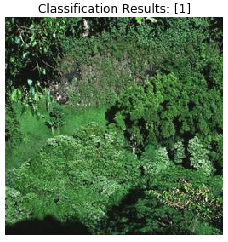 Classification Results: [1]